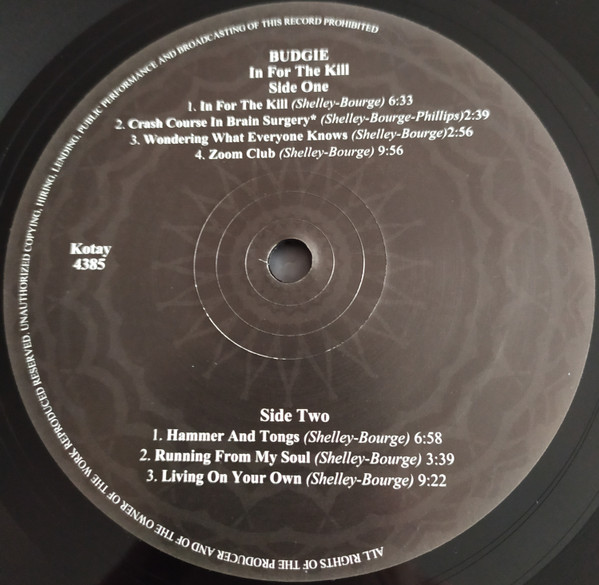 BUDGIE
In For The Kill
Side One
1. In For The Kill (Shelley-Bourge) 6:33
2. Crash Course In Brain Surgery* (Shelley-Bourge-Phillips)2:39
3. Wondering What Everyone Knows (Shelley-Bourge)2:56
4. Zoom Club (Shelley-Bourge) 9:56
Kotay
4385
Side Two
1. Hammer And Tongs (Shelley-Bourge) 6:58
2. Running From My Soul (Shelley-Bourge) 3:39
3. Living On Your Own (Shelley-Bourge) 9:22
ALL RIGHTS OF THE PRODUCER AND OF THE OWNER OF THE WORK REPRODUCED RESERVED, UNAUTHORIZED COPYING, HIRING, LENDING, PUBLIC PERFORMANCE AND BROADCASTING OF THIS RECORD PROHIBITED